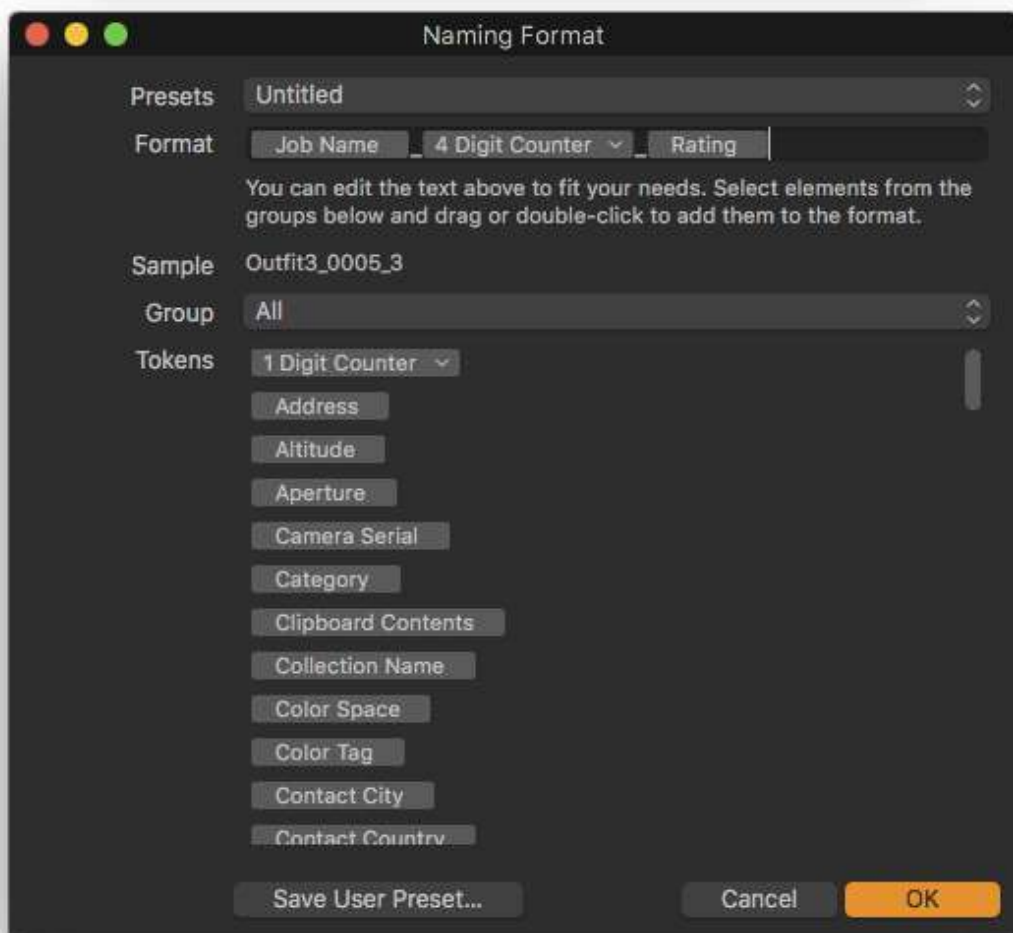 Naming Format
Presets Untitled
Format Job Name _ 4 Digit Counter _ Rating
You can edit the text above to fit your needs. Select elements from the
groups below and drag or double-click to add them to the format.
Sample Outfit3_0005_3
Group All
Tokens 1 Digit Counter
Address
Altitude
Aperture
Camera Serial
Category
Clipboard Contents
Collection Name
Color Space
Color Tag
Contact City
Contact Country
Save User Preset... Cancel OK